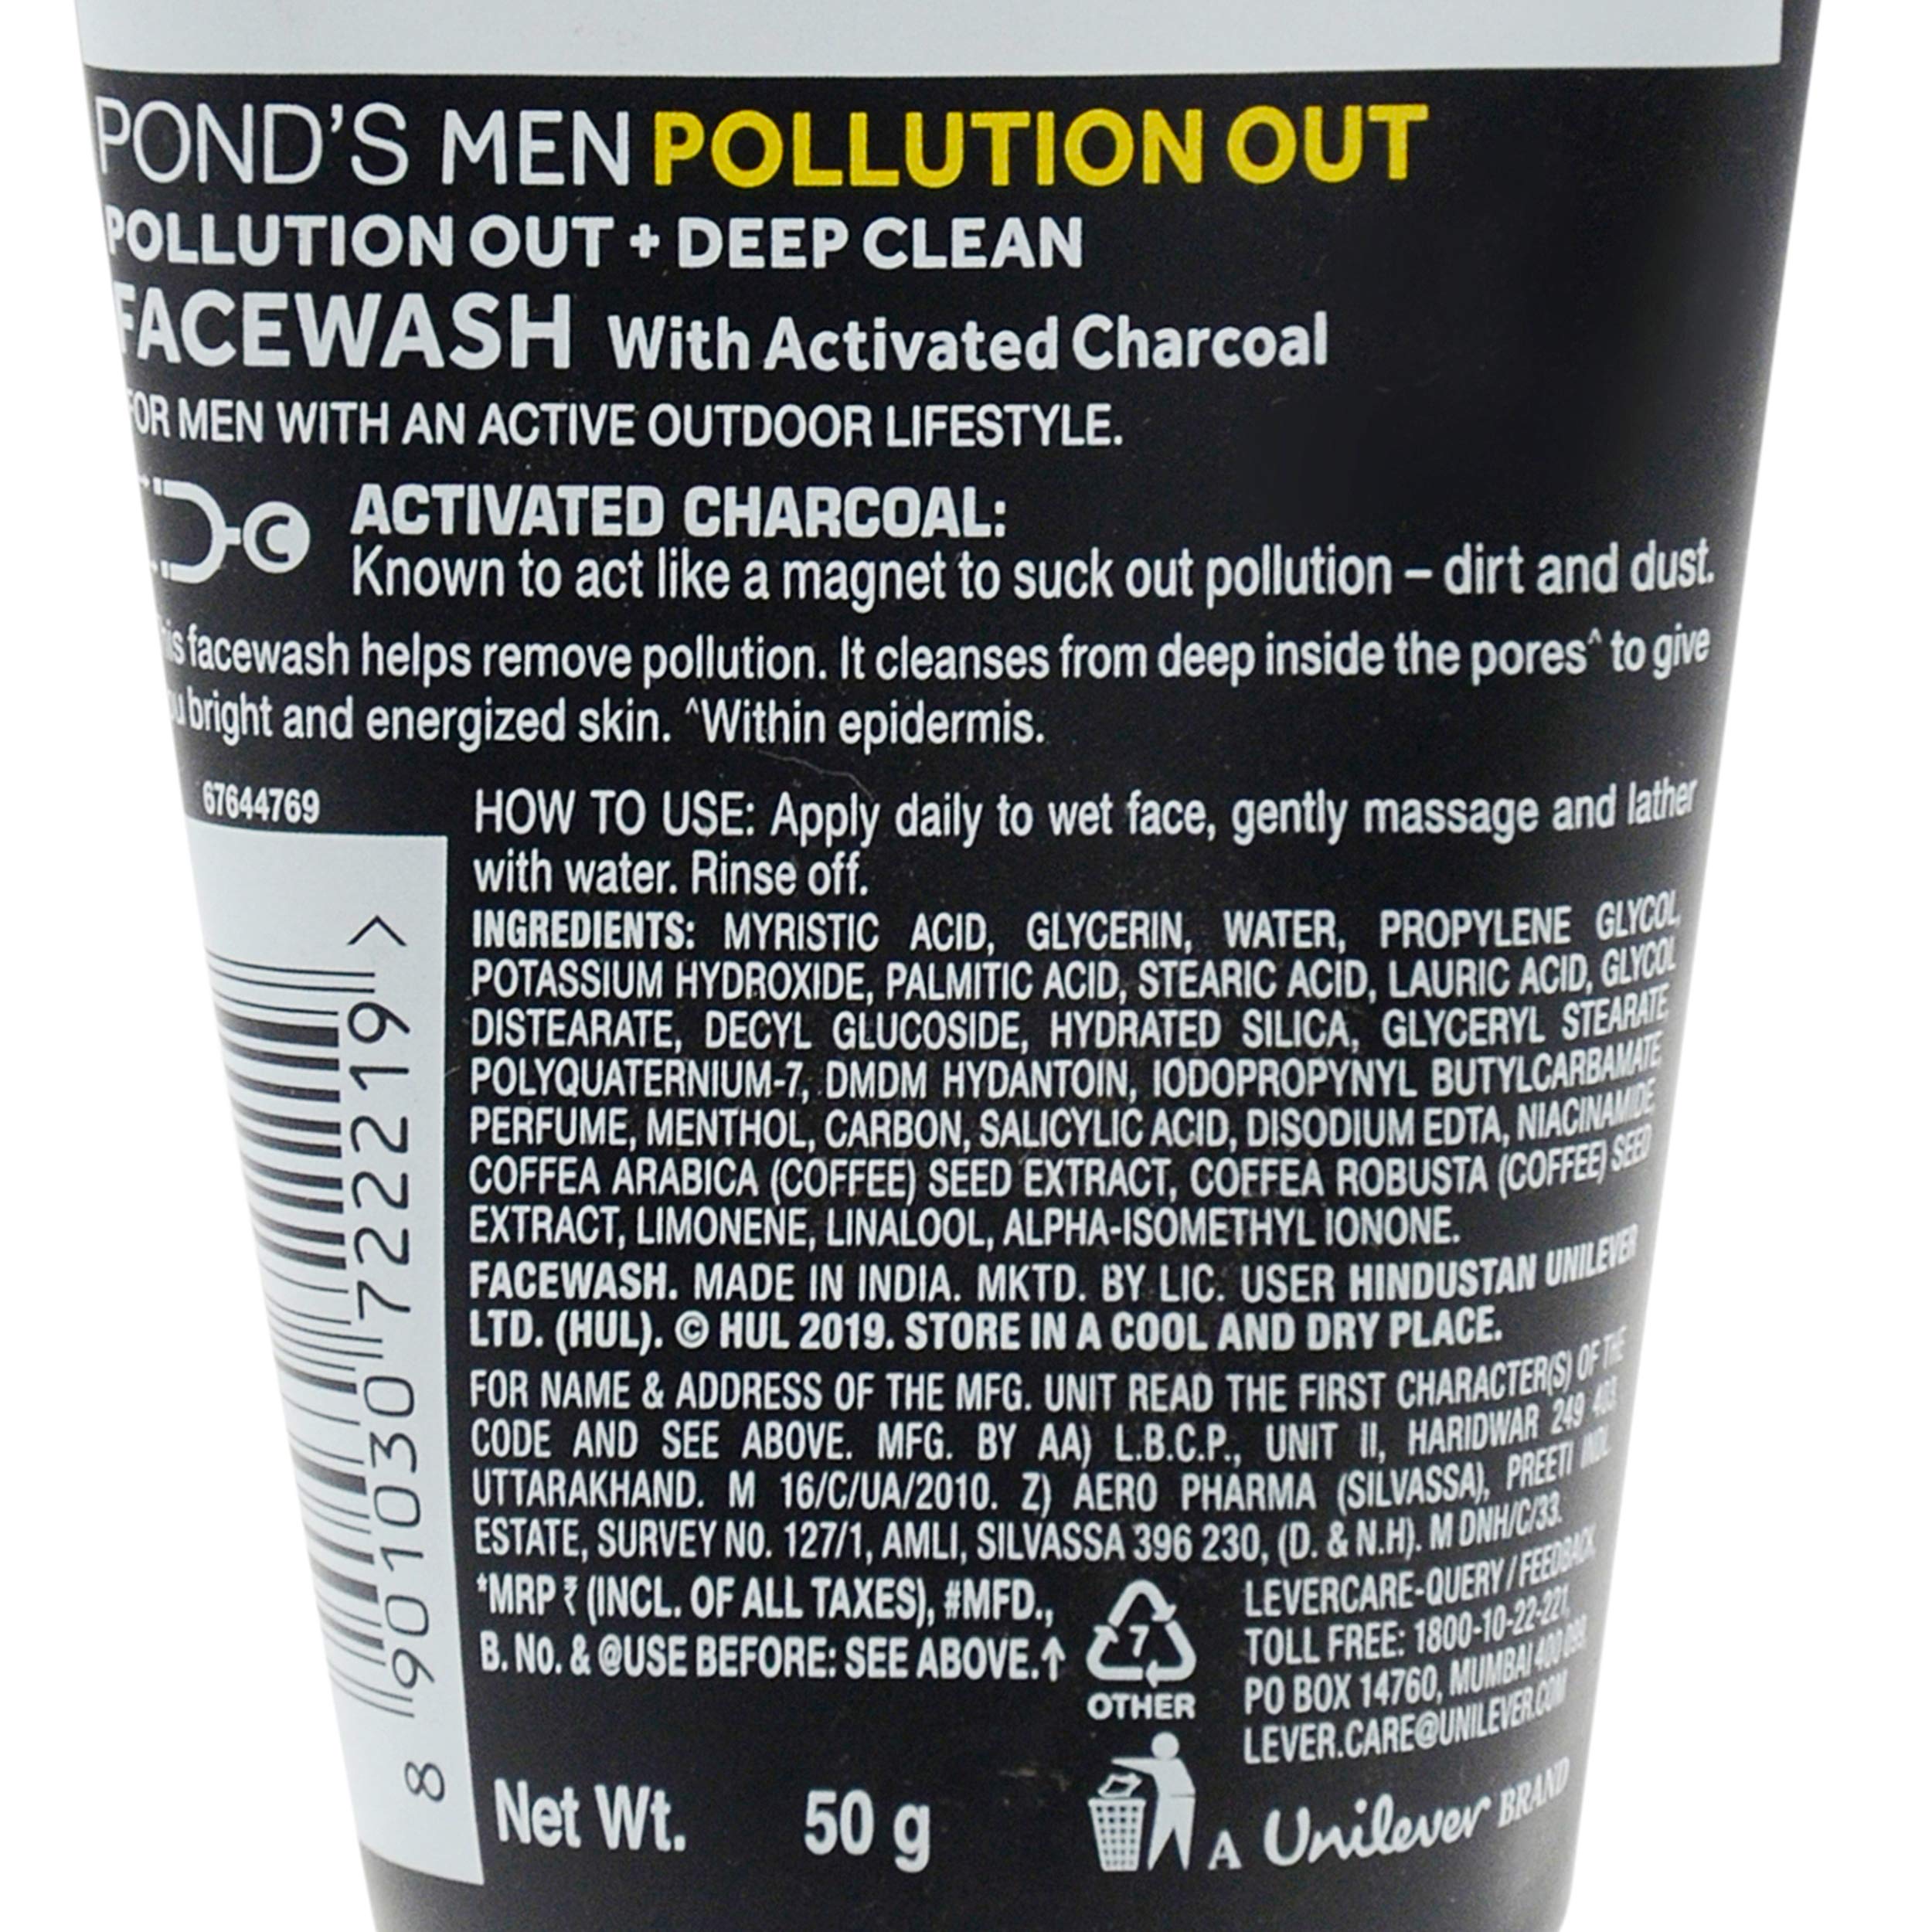 POND'S MEN POLLUTION OUT
POLLUTION OUT + DEEP CLEAN
FACEWASH With Activated Charcoal
FOR MEN WITH AN ACTIVE OUTDOOR LIFESTYLE.
C
ACTIVATED CHARCOAL:
Known to act like a magnet to suck out pollution – dirt and dust.
facewash helps remove pollution. It cleanses from deep inside the pores^ to give
bright and energized skin. ^Within epidermis.
67644769
HOW TO USE: Apply daily to wet face, gently massage and lather
with water. Rinse off.
INGREDIENTS: MYRISTIC ACID, GLYCERIN, WATER, PROPYLENE GLYCOL,
POTASSIUM HYDROXIDE, PALMITIC ACID, STEARIC ACID, LAURIC ACID, GLYCOL
DISTEARATE, DECYL GLUCOSIDE, HYDRATED SILICA, GLYCERYL STEARATE,
POLYQUATERNIUM-7, DMDM HYDANTOIN, IODOPROPYNYL BUTYLCARBAMATE,
PERFUME, MENTHOL, CARBON, SALICYLIC ACID, DISODIUM EDTA, NIACINAMIDE,
COFFEA ARABICA (COFFEE) SEED EXTRACT, COFFEA ROBUSTA (COFFEE) SEED
EXTRACT, LIMONENE, LINALOOL, ALPHA-ISOMETHYL IONONE.
FACEWASH. MADE IN INDIA. MKTD. BY LIC. USER HINDUSTAN UNILEVER
LTD. (HUL). © HUL 2019. STORE IN A COOL AND DRY PLACE.
FOR NAME & ADDRESS OF THE MFG. UNIT READ THE FIRST CHARACTER(S) OF THE
CODE AND SEE ABOVE. MFG. BY AA) L.B.C.P., UNIT II, HARIDWAR 249 403
UTTARAKHAND. M 16/C/UA/2010. Z) AERO PHARMA (SILVASSA), PREETI INDL.
ESTATE, SURVEY NO. 127/1, AMLI, SILVASSA 396 230, (D. & N.H). M DNH/C/33.
*MRP ₹ (INCL. OF ALL TAXES), #MFD.,
B. No. & @USE BEFORE: SEE ABOVE.↑
7
OTHER
LEVERCARE-QUERY / FEEDBACK,
TOLL FREE: 1800-10-22-221,
PO BOX 14760, MUMBAI 400 099
LEVER.CARE@UNILEVER.COM
Net Wt. 50 g
A Unilever BRAND
8 901030 722219 >